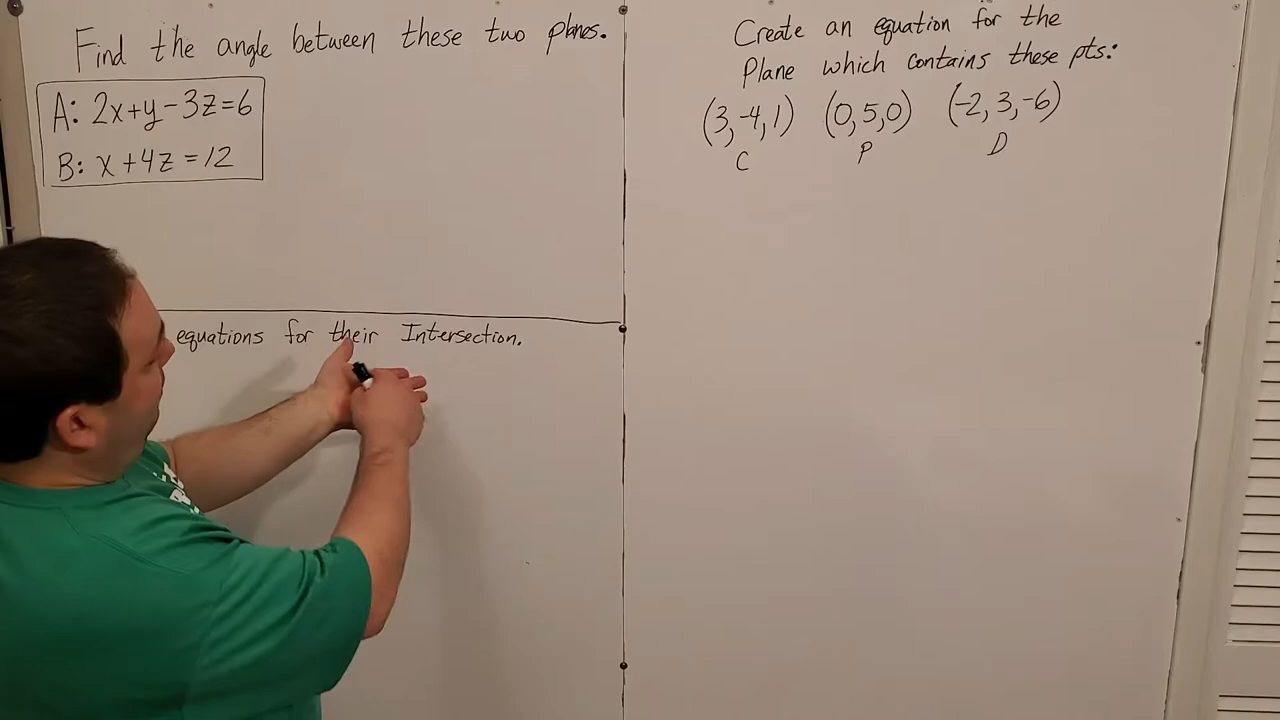 Find the angle between these two planes.
A: 2x+y-3z=6
B: x+4z=12
equations for their Intersection.
Create an equation for the
Plane which contains these pts:
(3,-4,1) (0,5,0) (-2,3,-6)
C P D